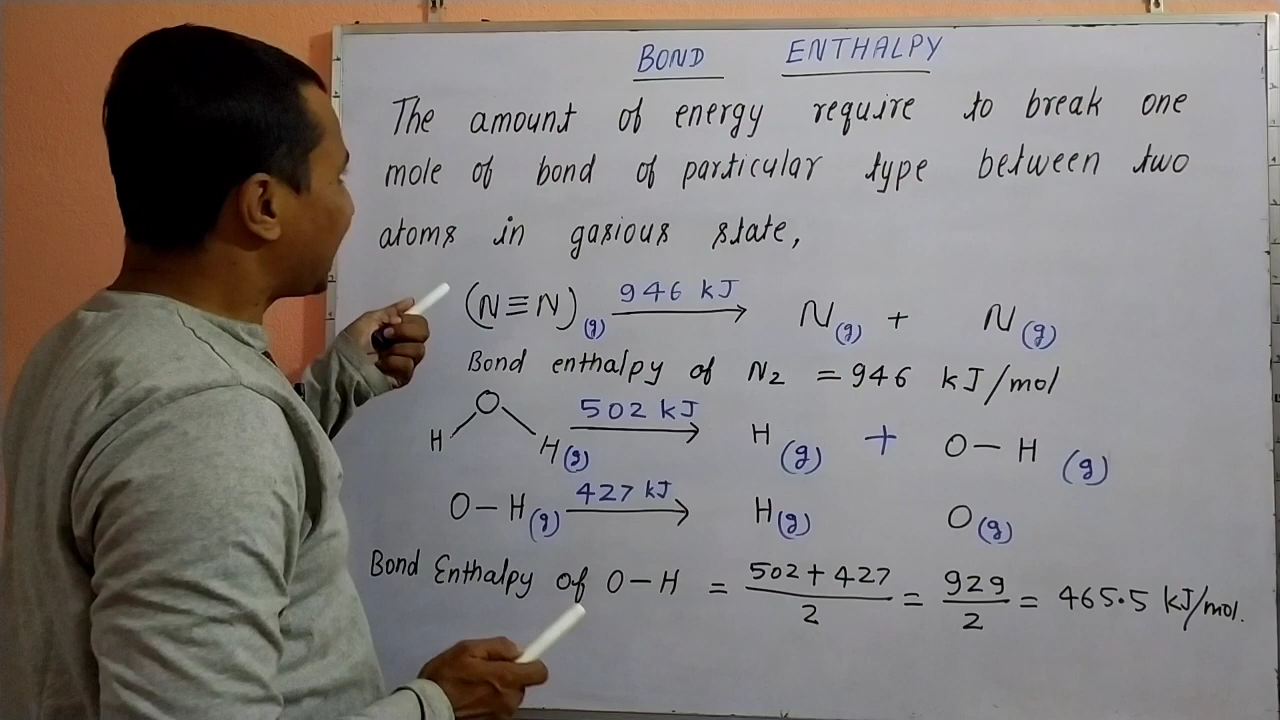 BOND ENTHALPY
The amount of energy require to break one
mole of bond of particular type between two
atoms in gasious state,
(N≡N)(g) 946 kJ → N(g) + N(g)
Bond enthalpy of N2 = 946 kJ/mol
H O H(g) 502 kJ → H(g) + O-H(g)
O-H(g) 427 kJ → H(g) O(g)
Bond Enthalpy of O-H = 502+427/2 = 929/2 = 465.5 kJ/mol.